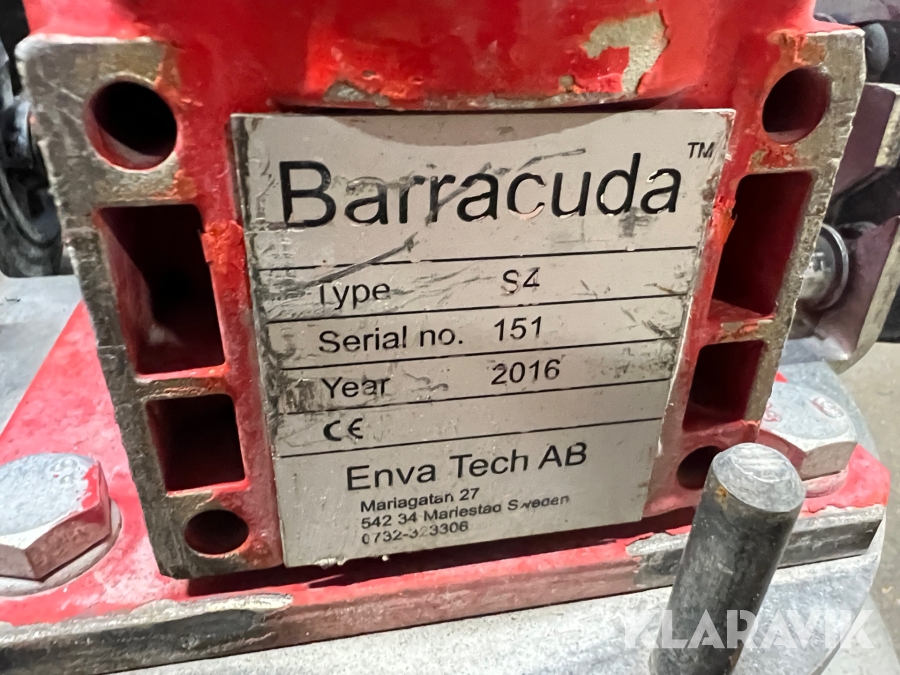 Barracuda™
Type S4
Serial no. 151
Year 2016
CE
Enva Tech AB
Mariagatan 27
542 34 Mariestad Sweden
0732-323306
KLARAVIK